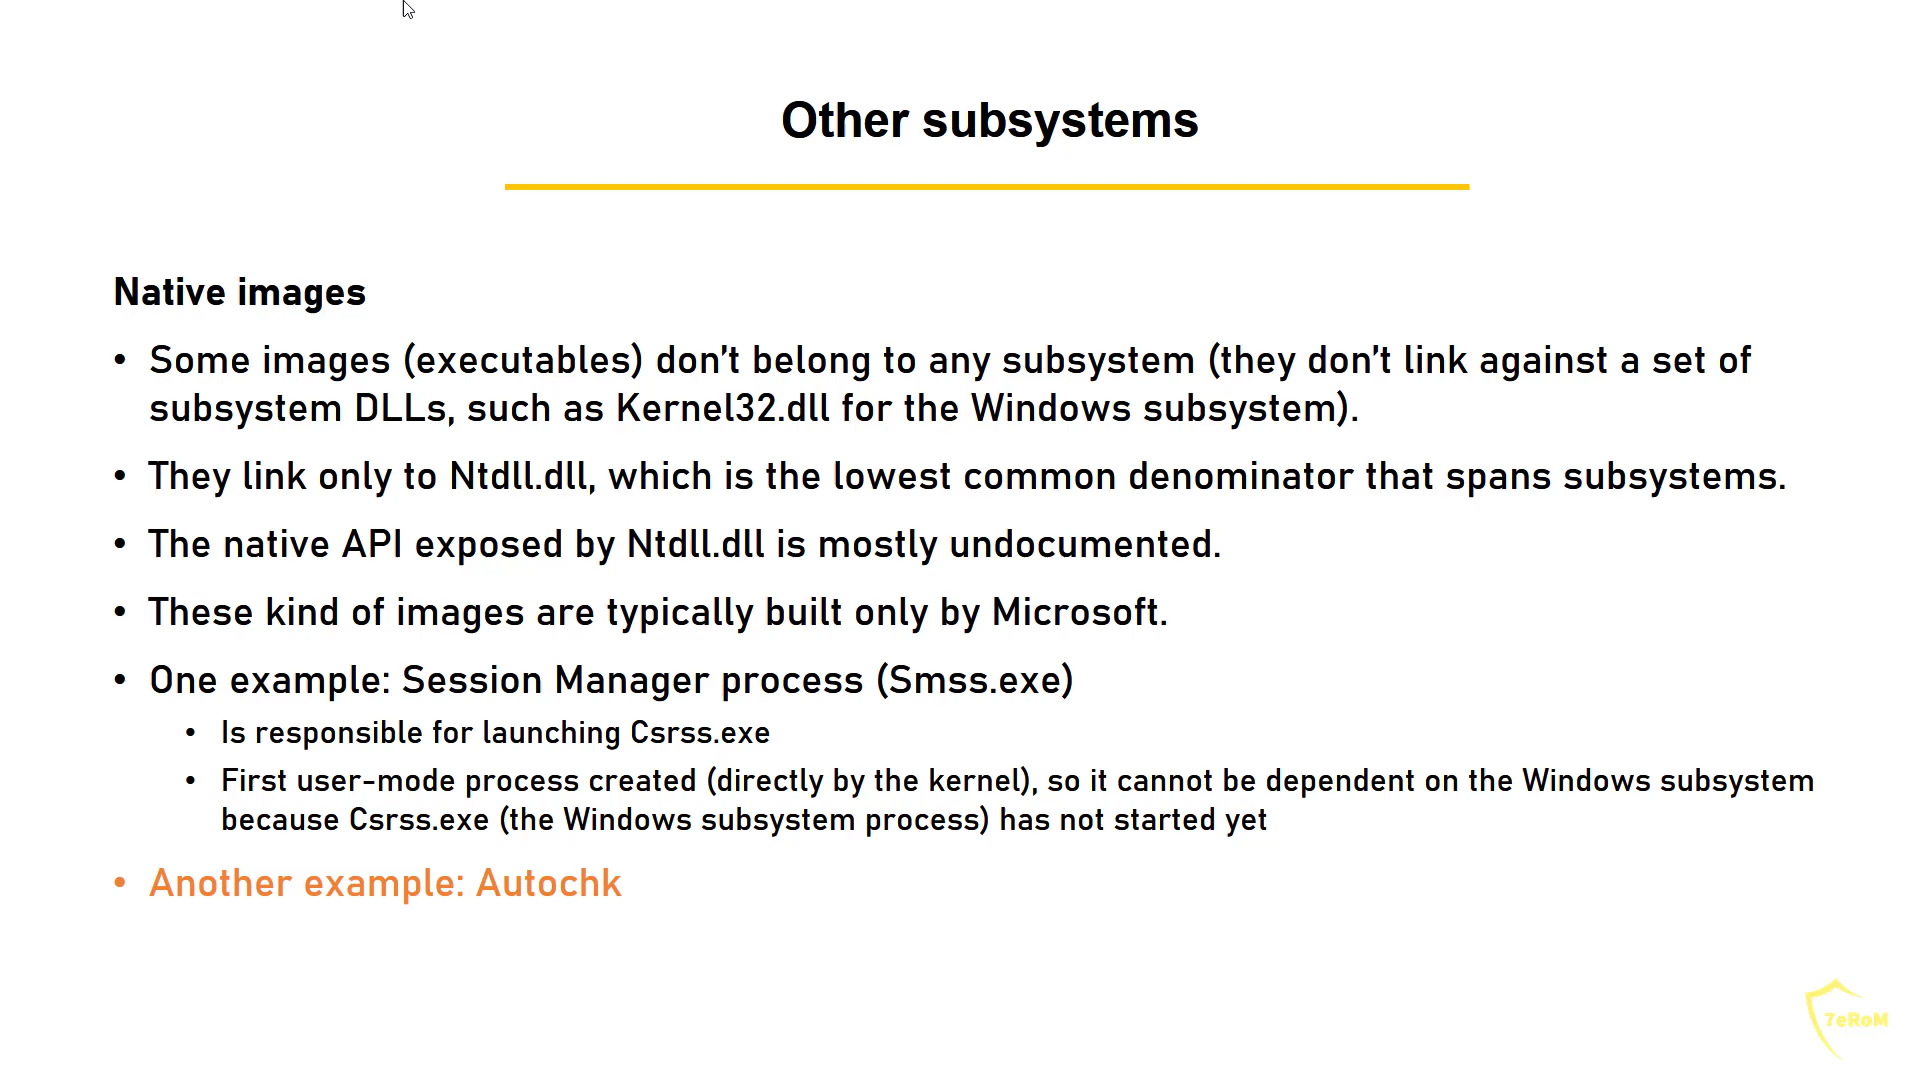 Other subsystems
Native images
• Some images (executables) don't belong to any subsystem (they don't link against a set of
subsystem DLLs, such as Kernel32.dll for the Windows subsystem).
• They link only to Ntdll.dll, which is the lowest common denominator that spans subsystems.
• The native API exposed by Ntdll.dll is mostly undocumented.
• These kind of images are typically built only by Microsoft.
• One example: Session Manager process (Smss.exe)
• Is responsible for launching Csrss.exe
• First user-mode process created (directly by the kernel), so it cannot be dependent on the Windows subsystem
because Csrss.exe (the Windows subsystem process) has not started yet
• Another example: Autochk
7eRoM